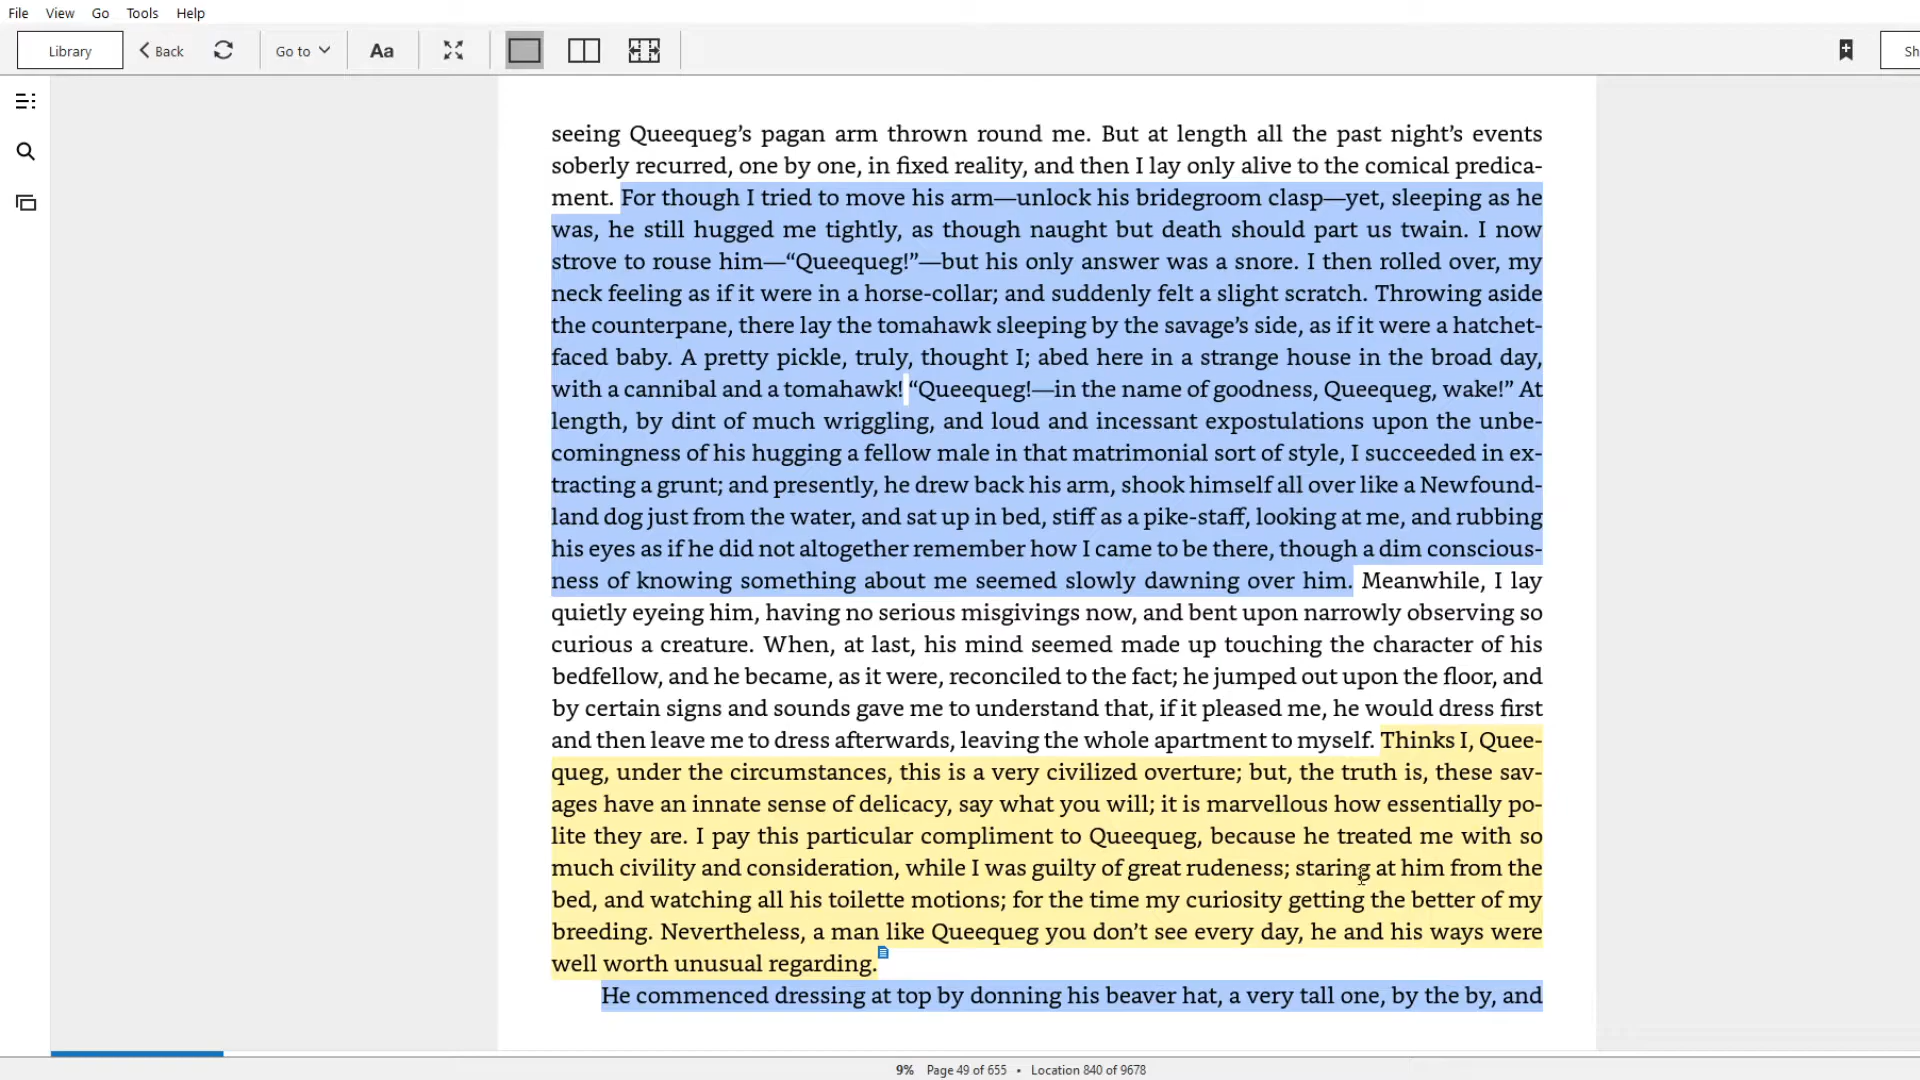 File View Go Tools Help
Library Back Go to Aa Sh
seeing Queequeg’s pagan arm thrown round me. But at length all the past night’s events
soberly recurred, one by one, in fixed reality, and then I lay only alive to the comical predica-
ment. For though I tried to move his arm—unlock his bridegroom clasp—yet, sleeping as he
was, he still hugged me tightly, as though naught but death should part us twain. I now
strove to rouse him—“Queequeg!”—but his only answer was a snore. I then rolled over, my
neck feeling as if it were in a horse-collar; and suddenly felt a slight scratch. Throwing aside
the counterpane, there lay the tomahawk sleeping by the savage’s side, as if it were a hatchet-
faced baby. A pretty pickle, truly, thought I; abed here in a strange house in the broad day,
with a cannibal and a tomahawk! “Queequeg!—in the name of goodness, Queequeg, wake!” At
length, by dint of much wriggling, and loud and incessant expostulations upon the unbe-
comingness of his hugging a fellow male in that matrimonial sort of style, I succeeded in ex-
tracting a grunt; and presently, he drew back his arm, shook himself all over like a Newfound-
land dog just from the water, and sat up in bed, stiff as a pike-staff, looking at me, and rubbing
his eyes as if he did not altogether remember how I came to be there, though a dim conscious-
ness of knowing something about me seemed slowly dawning over him. Meanwhile, I lay
quietly eyeing him, having no serious misgivings now, and bent upon narrowly observing so
curious a creature. When, at last, his mind seemed made up touching the character of his
bedfellow, and he became, as it were, reconciled to the fact; he jumped out upon the floor, and
by certain signs and sounds gave me to understand that, if it pleased me, he would dress first
and then leave me to dress afterwards, leaving the whole apartment to myself. Thinks I, Quee-
queg, under the circumstances, this is a very civilized overture; but, the truth is, these sav-
ages have an innate sense of delicacy, say what you will; it is marvellous how essentially po-
lite they are. I pay this particular compliment to Queequeg, because he treated me with so
much civility and consideration, while I was guilty of great rudeness; staring at him from the
bed, and watching all his toilette motions; for the time my curiosity getting the better of my
breeding. Nevertheless, a man like Queequeg you don’t see every day, he and his ways were
well worth unusual regarding.
He commenced dressing at top by donning his beaver hat, a very tall one, by the by, and
9% Page 49 of 655 • Location 840 of 9678